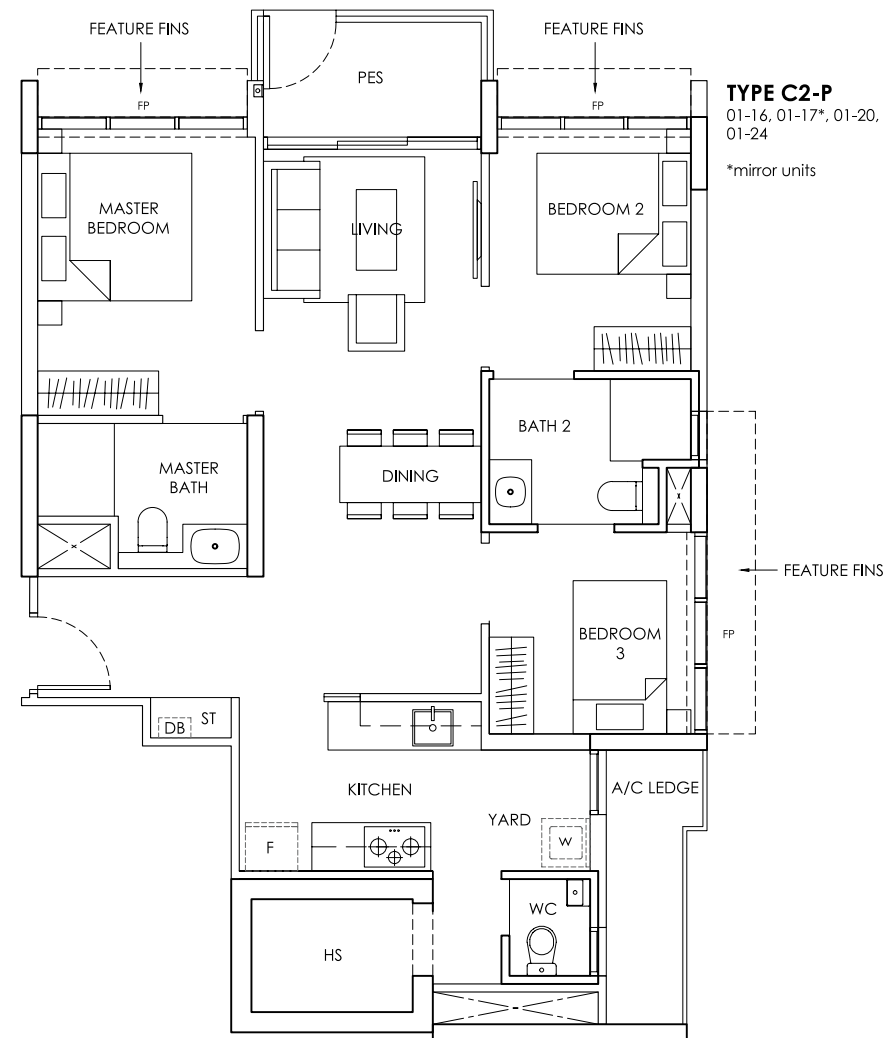 FEATURE FINS
FEATURE FINS
PES
FP
FP
TYPE C2-P
01-16, 01-17*, 01-20,
01-24
*mirror units
MASTER
BEDROOM
LIVING
BEDROOM 2
BATH 2
MASTER
BATH
DINING
FEATURE FINS
BEDROOM
3
FP
ST
DB
KITCHEN
A/C LEDGE
YARD
F
W
WC
HS